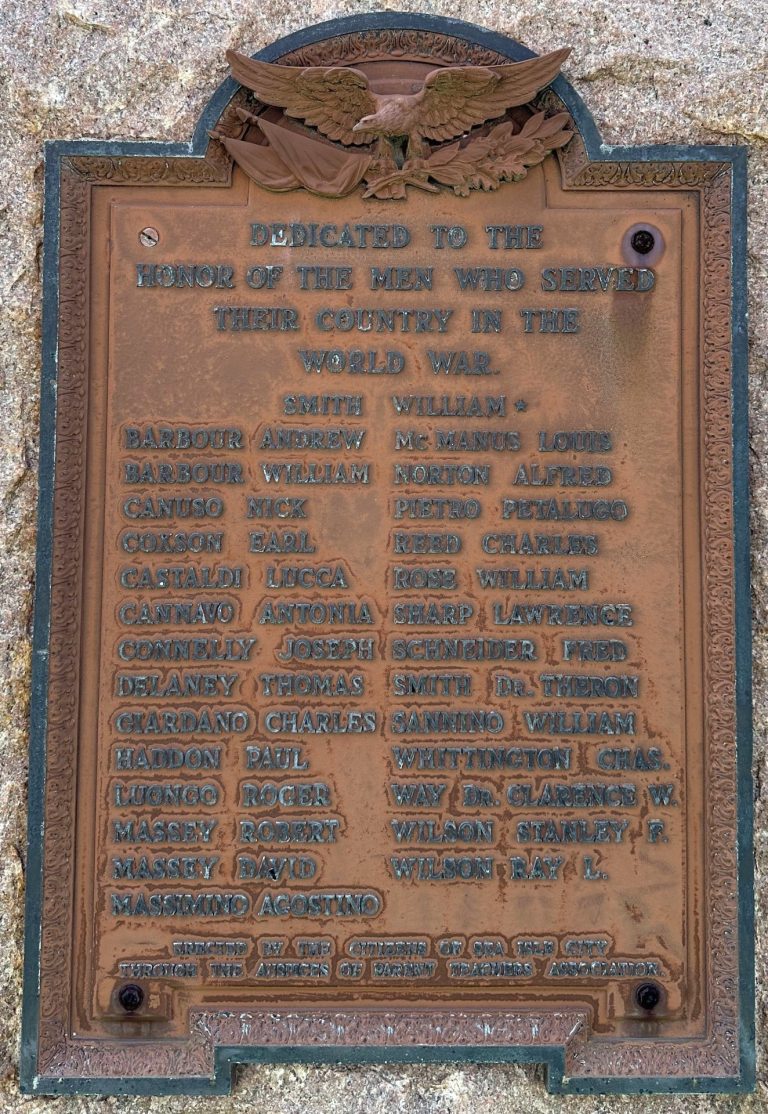 DEDICATED TO THE
HONOR OF THE MEN WHO SERVED
THEIR COUNTRY IN THE
WORLD WAR.
SMITH WILLIAM★
BARBOUR ANDREW
BARBOUR WILLIAM
CANUSO NICK
COXSON EARL
CASTALDI LUCCA
CANNAVO ANTONIA
CONNELLY JOSEPH
DELANEY THOMAS
GIARDANO CHARLES
HADDON PAUL
LUONGO ROGER
MASSEY ROBERT
MASSEY DAVID
MASSIMINO AGOSTINO
MCMANUS LOUIS
NORTON ALFRED
PIETRO PETALUGO
REED CHARLES
ROSE WILLIAM
SHARP LAWRENCE
SCHNEIDER FRED
SMITH DR. THERON
SANNINO WILLIAM
WHITTINGTON CHAS.
WAY DR. CLARENCE W.
WILSON STANLEY F.
WILSON RAY L.
ERECTED BY THE CITIZENS OF SEA ISLE CITY
THROUGH THE AUSPICES OF PARENT TEACHERS ASSOCIATION.